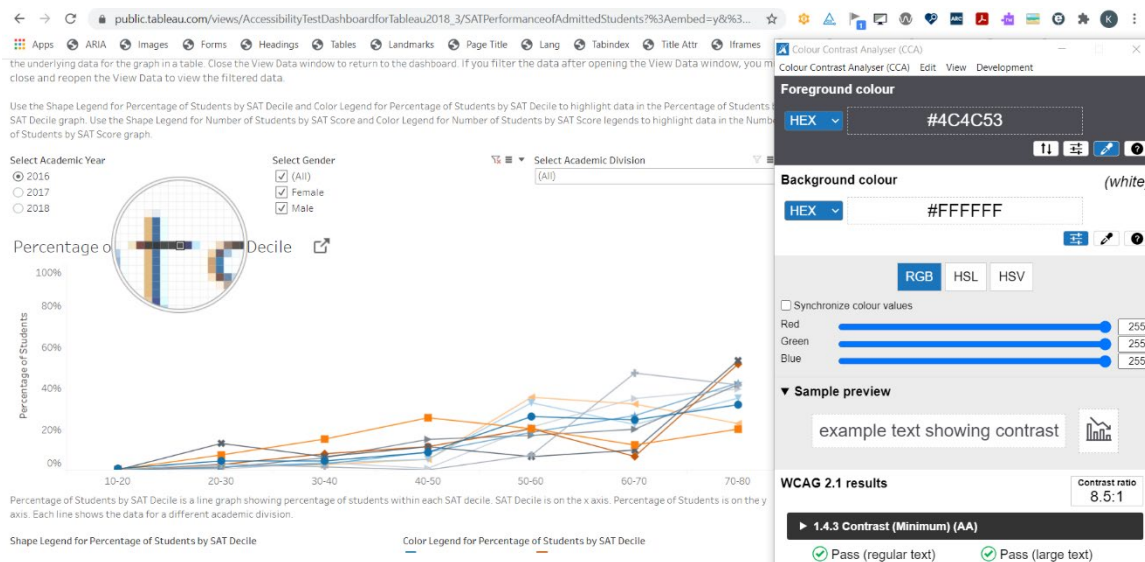 public.tableau.com/views/AccessibilityTestDashboardforTableau2018_3/SATPerformanceofAdmittedStudents?%3Aembed=y&%3...
ABC
1
K
Apps ARIA Images Forms Headings Tables Landmarks Page Title Lang Tabindex Title Attr Iframes
the underlying data for the graph in a table. Close the View Data window to return to the dashboard. If you filter the data after opening the View Data window, you m
close and reopen the View Data to view the filtered data.
Use the Shape Legend for Percentage of Students by SAT Decile and Color Legend for Percentage of Students by SAT Decile to highlight data in the Percentage of Students b
SAT Decile graph. Use the Shape Legend for Number of Students by SAT Score and Color Legend for Number of Students by SAT Score legends to highlight data in the Numb
of Students by SAT Score graph.
Select Academic Year
2016
2017
2018
Select Gender
(All)
Female
Male
Select Academic Division
(All)
Percentage o
t
Decile
Percentage of Students
100%
80%
60%
40%
20%
0%
10-20 20-30 30-40 40-50 50-60 60-70 70-80
Percentage of Students by SAT Decile is a line graph showing percentage of students within each SAT decile. SAT Decile is on the x axis. Percentage of Students is on the y
axis. Each line shows the data for a different academic division.
Shape Legend for Percentage of Students by SAT Decile
Color Legend for Percentage of Students by SAT Decile
Colour Contrast Analyser (CCA)
Colour Contrast Analyser (CCA) Edit View Development
Foreground colour
HEX #4C4C53
Background colour (white)
HEX #FFFFFF
RGB HSL HSV
Synchronize colour values
Red 255
Green 255
Blue 255
Sample preview
example text showing contrast
WCAG 2.1 results
Contrast ratio
8.5:1
1.4.3 Contrast (Minimum) (AA)
Pass (regular text) Pass (large text)